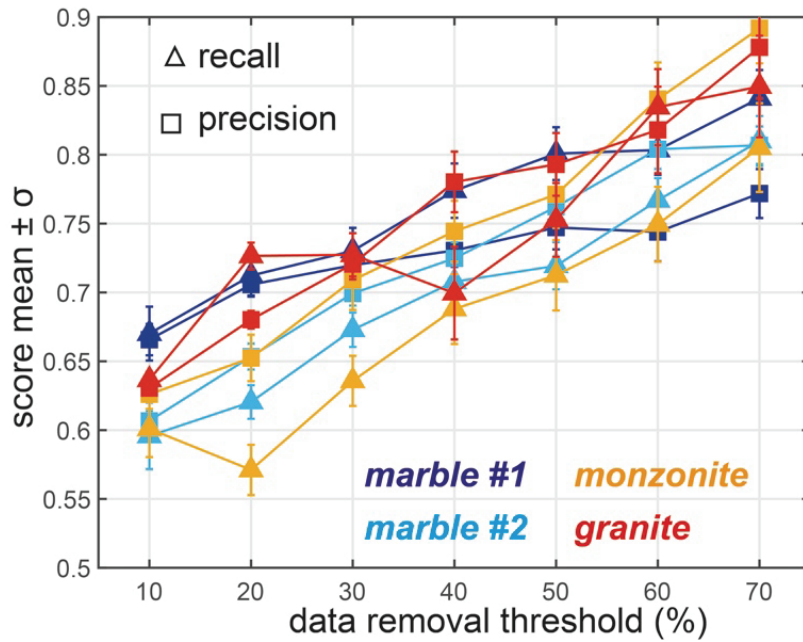 score mean ± σ
0.9
0.85
0.8
0.75
0.7
0.65
0.6
0.55
0.5
recall
precision
marble #1 monzonite
marble #2 granite
10 20 30 40 50 60 70
data removal threshold (%)